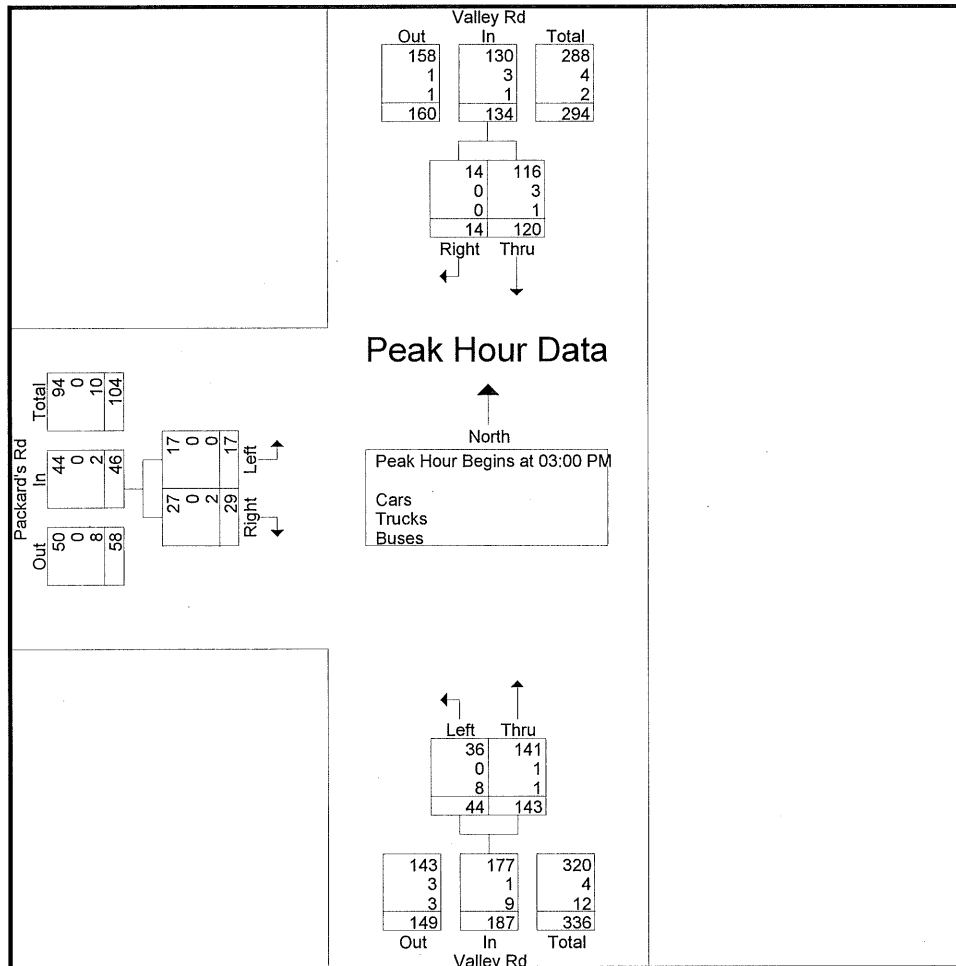 Valley Rd
Out In Total
158 130 288
1 3 4
1 1 2
160 134 294
14 116
0 3
0 1
14 120
Right Thru
Peak Hour Data
North
Peak Hour Begins at 03:00 PM
Cars
Trucks
Buses
Packard's Rd
Total
94 0 10 104
In
44 0 2 46
Out
50 0 8 58
17 0 0 17
Left
27 0 2 29
Right
Left Thru
36 141
0 1
8 1
44 143
143 177 320
3 1 4
3 9 12
149 187 336
Out In Total
Valley Rd